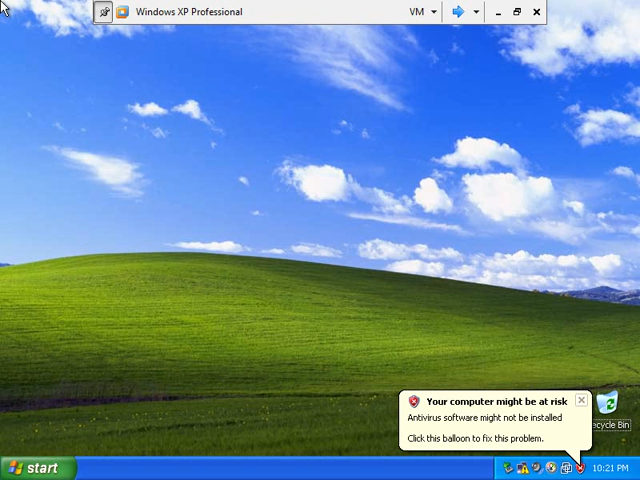 Windows XP Professional
VM
Your computer might be at risk
Antivirus software might not be installed
Click this balloon to fix this problem.
ecycle Bin
start
10:21 PM